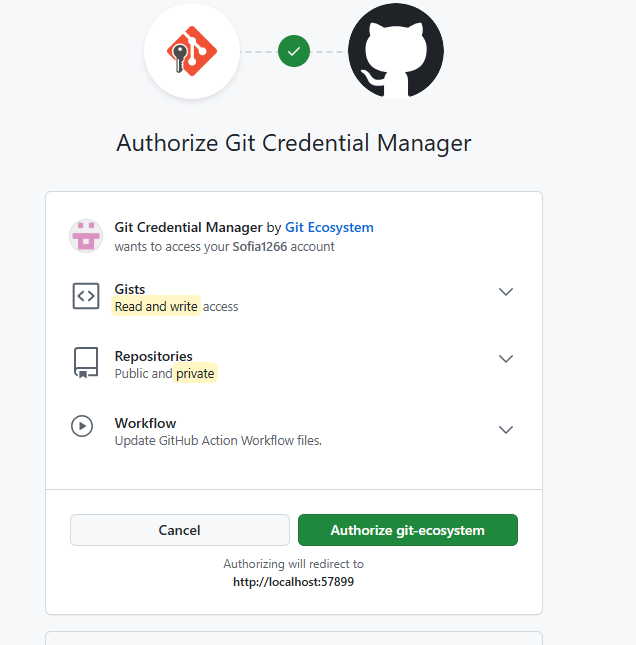 Authorize Git Credential Manager
Git Credential Manager by Git Ecosystem
wants to access your Sofia1266 account
Gists
Read and write access
Repositories
Public and private
Workflow
Update GitHub Action Workflow files.
Cancel
Authorize git-ecosystem
Authorizing will redirect to
http://localhost:57899